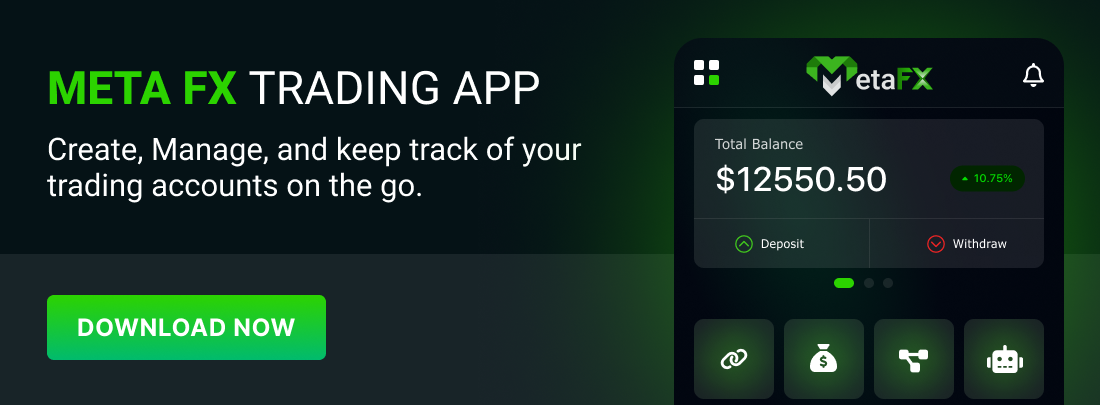 META FX TRADING APP
Create, Manage, and keep track of your
trading accounts on the go.
DOWNLOAD NOW
MetaFX
Total Balance
$12550.50
10.75%
Deposit
Withdraw
$